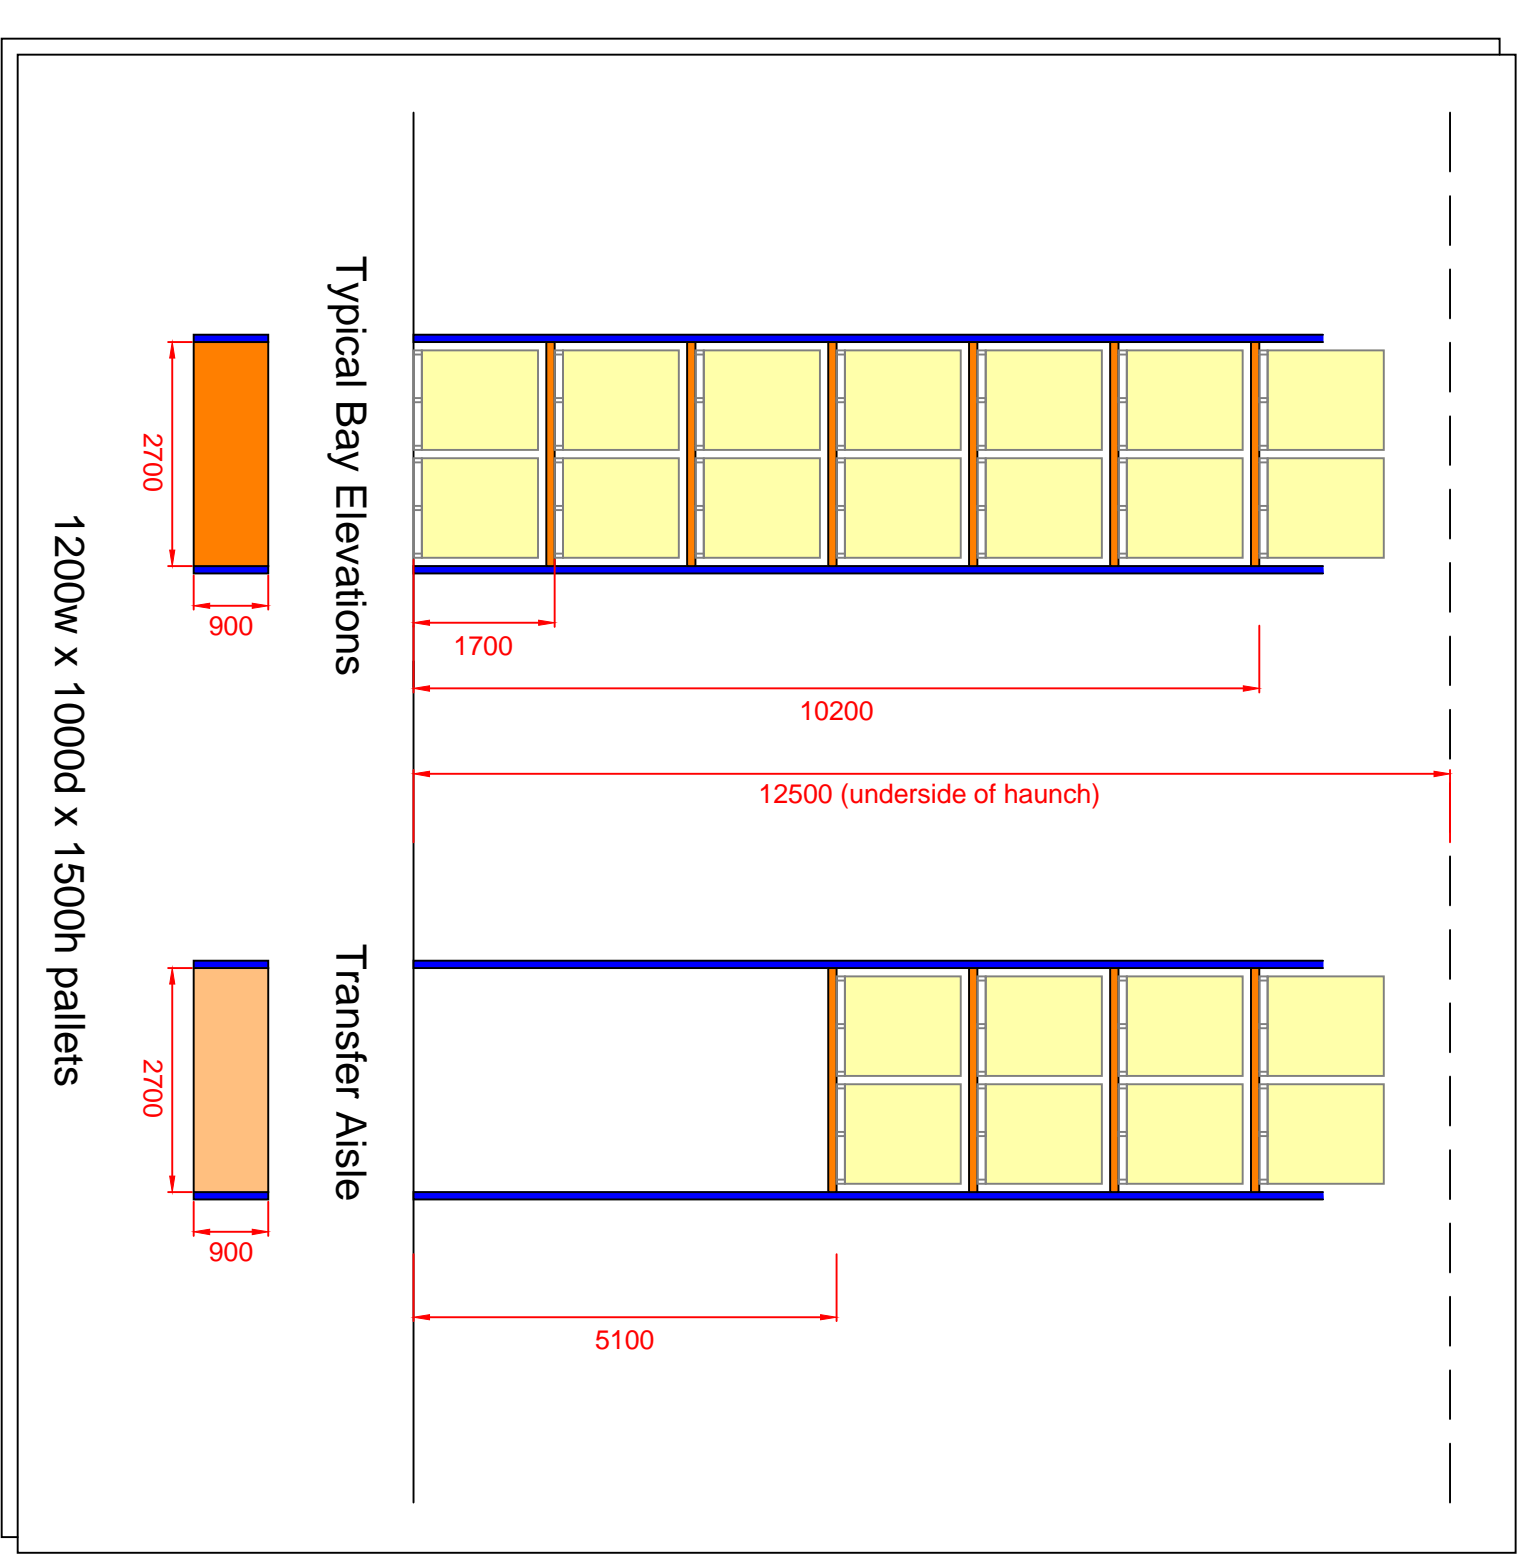 12500 (underside of haunch)
10200
1700
5100
Typical Bay Elevations
Transfer Aisle
900
900
2700
2700
1200w x 1000d x 1500h pallets